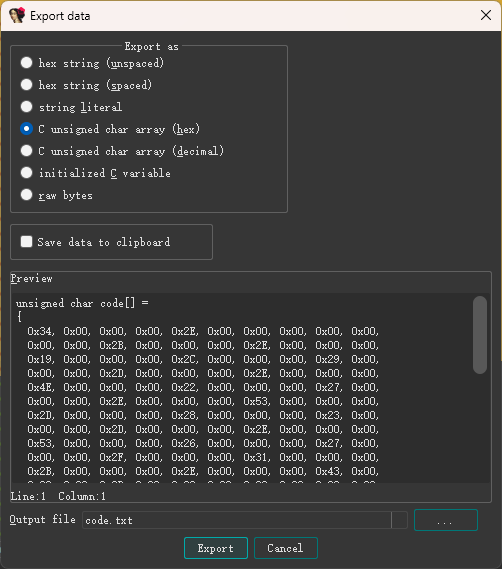 Export data
Export as
hex string (unspaced)
hex string (spaced)
string literal
C unsigned char array (hex)
C unsigned char array (decimal)
initialized C variable
raw bytes
Save data to clipboard
Preview
unsigned char code[] =
{
0x34, 0x00, 0x00, 0x00, 0x2E, 0x00, 0x00, 0x00, 0x00, 0x00,
0x00, 0x00, 0x2B, 0x00, 0x00, 0x00, 0x2E, 0x00, 0x00, 0x00,
0x19, 0x00, 0x00, 0x00, 0x2C, 0x00, 0x00, 0x00, 0x29, 0x00,
0x00, 0x00, 0x2D, 0x00, 0x00, 0x00, 0x2E, 0x00, 0x00, 0x00,
0x4E, 0x00, 0x00, 0x00, 0x22, 0x00, 0x00, 0x00, 0x27, 0x00,
0x00, 0x00, 0x2E, 0x00, 0x00, 0x00, 0x53, 0x00, 0x00, 0x00,
0x2D, 0x00, 0x00, 0x00, 0x28, 0x00, 0x00, 0x00, 0x23, 0x00,
0x00, 0x00, 0x2D, 0x00, 0x00, 0x00, 0x2E, 0x00, 0x00, 0x00,
0x53, 0x00, 0x00, 0x00, 0x26, 0x00, 0x00, 0x00, 0x27, 0x00,
0x00, 0x00, 0x2F, 0x00, 0x00, 0x00, 0x31, 0x00, 0x00, 0x00,
0x2B, 0x00, 0x00, 0x00, 0x2E, 0x00, 0x00, 0x00, 0x43, 0x00,
Line:1 Column:1
Output file code.txt ...
Export Cancel